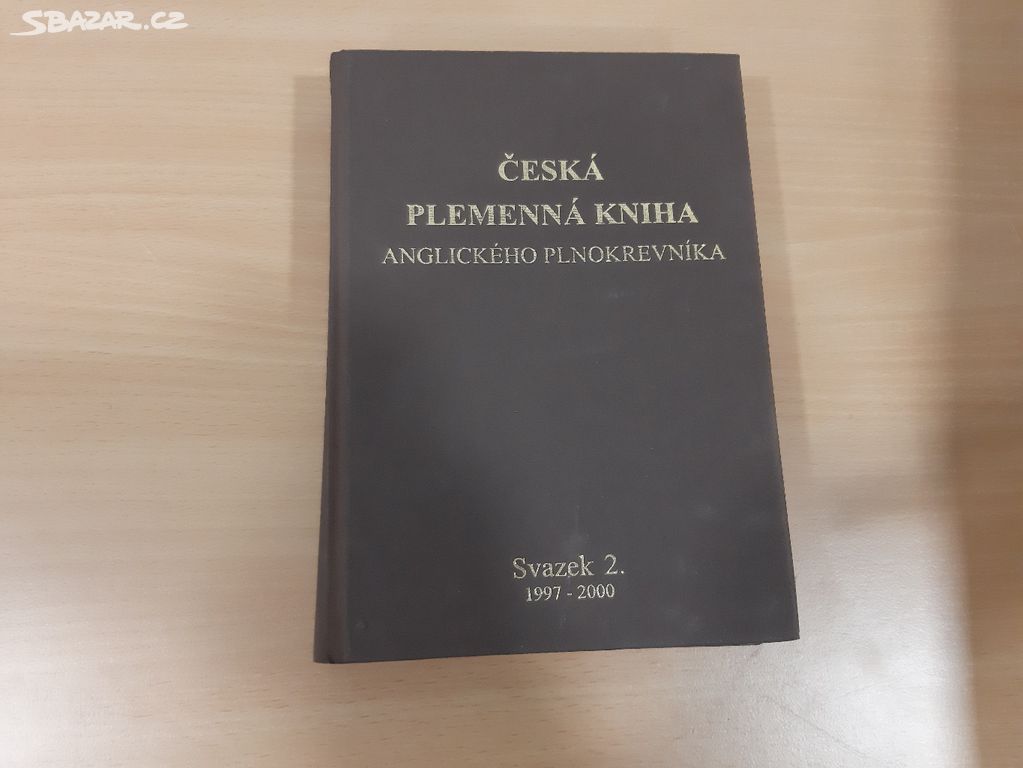 SBAZAR.CZ
ČESKÁ
PLEMENNÁ KNIHA
ANGLICKÉHO PLNOKREVNÍKA
Svazek 2.
1997 - 2000